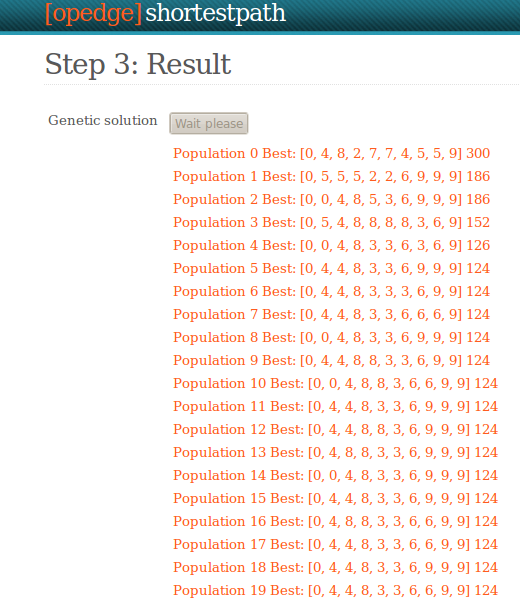 [opedge] shortestpath
Step 3: Result
Genetic solution
Wait please
Population 0 Best: [0, 4, 8, 2, 7, 7, 4, 5, 5, 9] 300
Population 1 Best: [0, 5, 5, 5, 2, 2, 6, 9, 9, 9] 186
Population 2 Best: [0, 0, 4, 8, 5, 3, 6, 9, 9, 9] 186
Population 3 Best: [0, 5, 4, 8, 8, 8, 8, 3, 6, 9] 152
Population 4 Best: [0, 0, 4, 8, 3, 3, 6, 3, 6, 9] 126
Population 5 Best: [0, 4, 4, 8, 3, 3, 6, 9, 9, 9] 124
Population 6 Best: [0, 4, 4, 8, 3, 3, 3, 6, 9, 9] 124
Population 7 Best: [0, 4, 4, 8, 3, 3, 6, 6, 6, 9] 124
Population 8 Best: [0, 0, 4, 8, 3, 3, 6, 9, 9, 9] 124
Population 9 Best: [0, 4, 4, 8, 8, 3, 3, 6, 9, 9] 124
Population 10 Best: [0, 0, 4, 8, 8, 3, 6, 6, 9, 9] 124
Population 11 Best: [0, 4, 4, 8, 3, 3, 6, 9, 9, 9] 124
Population 12 Best: [0, 4, 4, 8, 8, 3, 6, 9, 9, 9] 124
Population 13 Best: [0, 4, 8, 8, 3, 3, 6, 9, 9, 9] 124
Population 14 Best: [0, 0, 4, 8, 3, 3, 6, 9, 9, 9] 124
Population 15 Best: [0, 4, 4, 8, 3, 3, 6, 9, 9, 9] 124
Population 16 Best: [0, 4, 8, 8, 3, 3, 6, 6, 9, 9] 124
Population 17 Best: [0, 4, 4, 8, 3, 3, 6, 6, 9, 9] 124
Population 18 Best: [0, 4, 4, 8, 3, 3, 6, 9, 9, 9] 124
Population 19 Best: [0, 4, 4, 8, 3, 3, 6, 6, 9, 9] 124